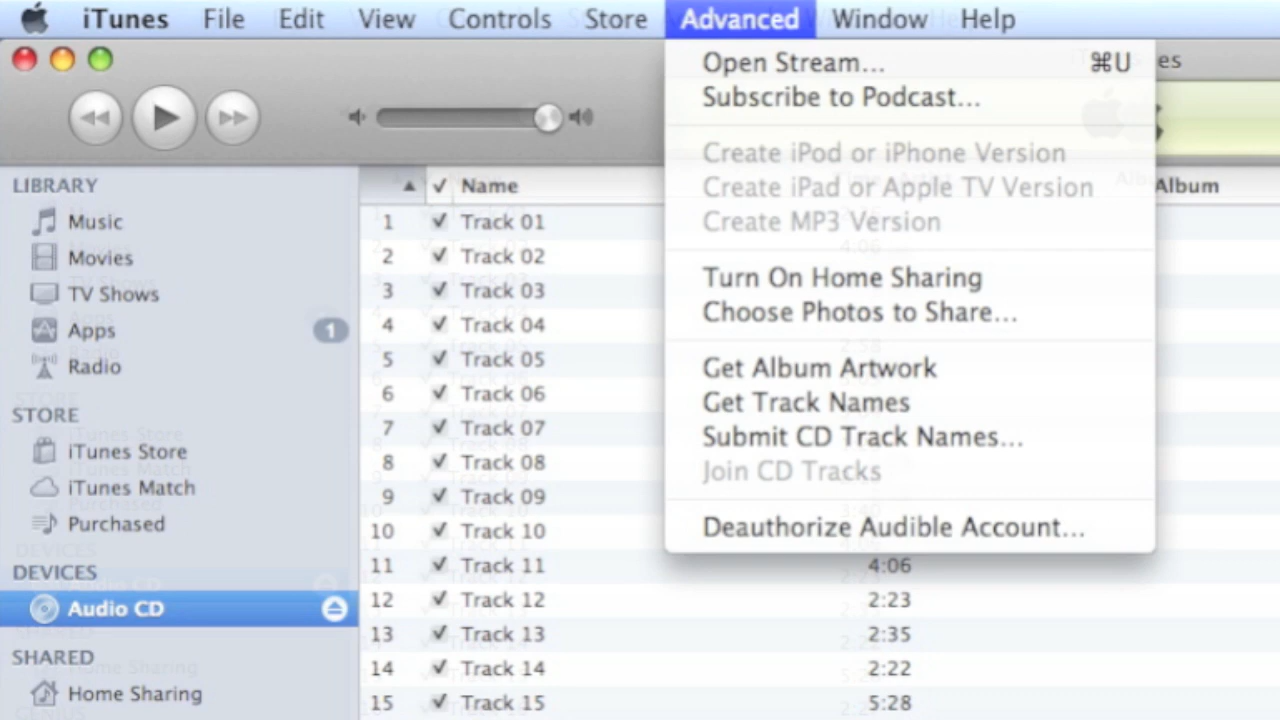 iTunes File Edit View Controls Store Advanced Window Help
Open Stream... ⌘U
Subscribe to Podcast...
Create iPod or iPhone Version
Create iPad or Apple TV Version
Create MP3 Version
Turn On Home Sharing
Choose Photos to Share...
Get Album Artwork
Get Track Names
Submit CD Track Names...
Join CD Tracks
Deauthorize Audible Account...
LIBRARY
Music
Movies
TV Shows
Apps 1
Radio
STORE
iTunes Store
iTunes Match
Purchased
DEVICES
Audio CD
SHARED
Home Sharing
Name Album
1 Track 01
2 Track 02
3 Track 03
4 Track 04
5 Track 05
6 Track 06
7 Track 07
8 Track 08
9 Track 09
10 Track 10
11 Track 11 4:06
12 Track 12 2:23
13 Track 13 2:35
14 Track 14 2:22
15 Track 15 5:28